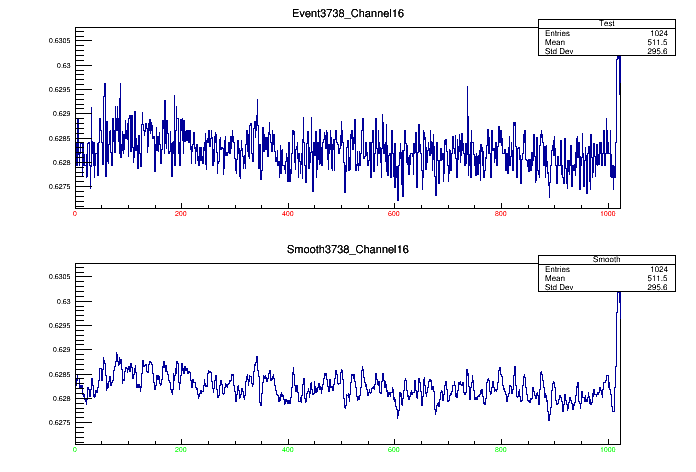 Event3738_Channel16
Test
Entries 1024
Mean 511.5
Std Dev 295.6
0.6305
0.63
0.6295
0.629
0.6285
0.628
0.6275
0 200 400 600 800 1000
Smooth3738_Channel16
Smooth
Entries 1024
Mean 511.5
Std Dev 295.6
0.6305
0.63
0.6295
0.629
0.6285
0.628
0.6275
0 200 400 600 800 1000